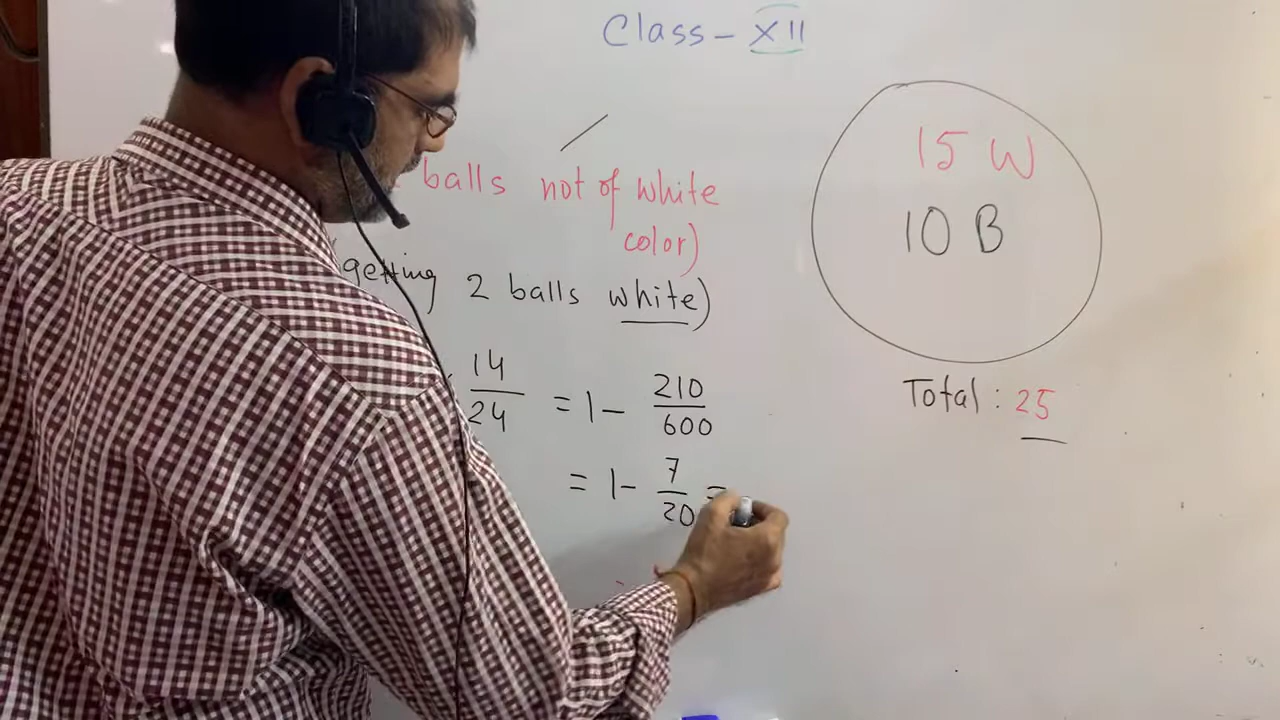 Class - XII
balls not of white
color)
(getting 2 balls white)
14/24 = 1 - 210/600
= 1 - 7/20 =
15 W
10 B
Total : 25